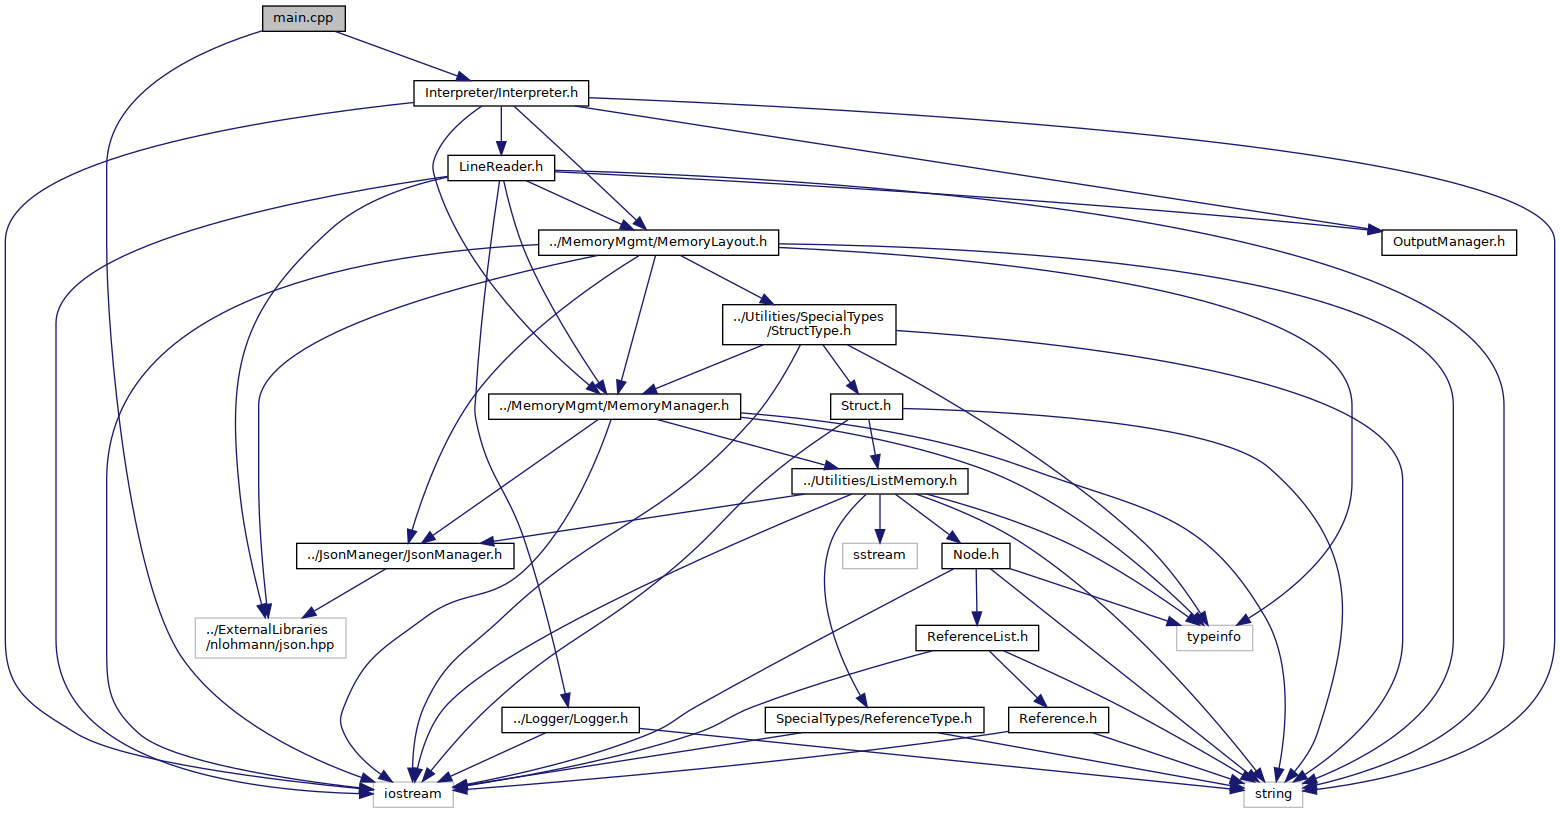 main.cpp
Interpreter/Interpreter.h
LineReader.h
../MemoryMgmt/MemoryLayout.h
OutputManager.h
../Utilities/SpecialTypes
/StructType.h
../MemoryMgmt/MemoryManager.h
Struct.h
../Utilities/ListMemory.h
../JsonManeger/JsonManager.h
sstream
Node.h
../ExternalLibraries
/nlohmann/json.hpp
ReferenceList.h
typeinfo
../Logger/Logger.h
SpecialTypes/ReferenceType.h
Reference.h
iostream
string